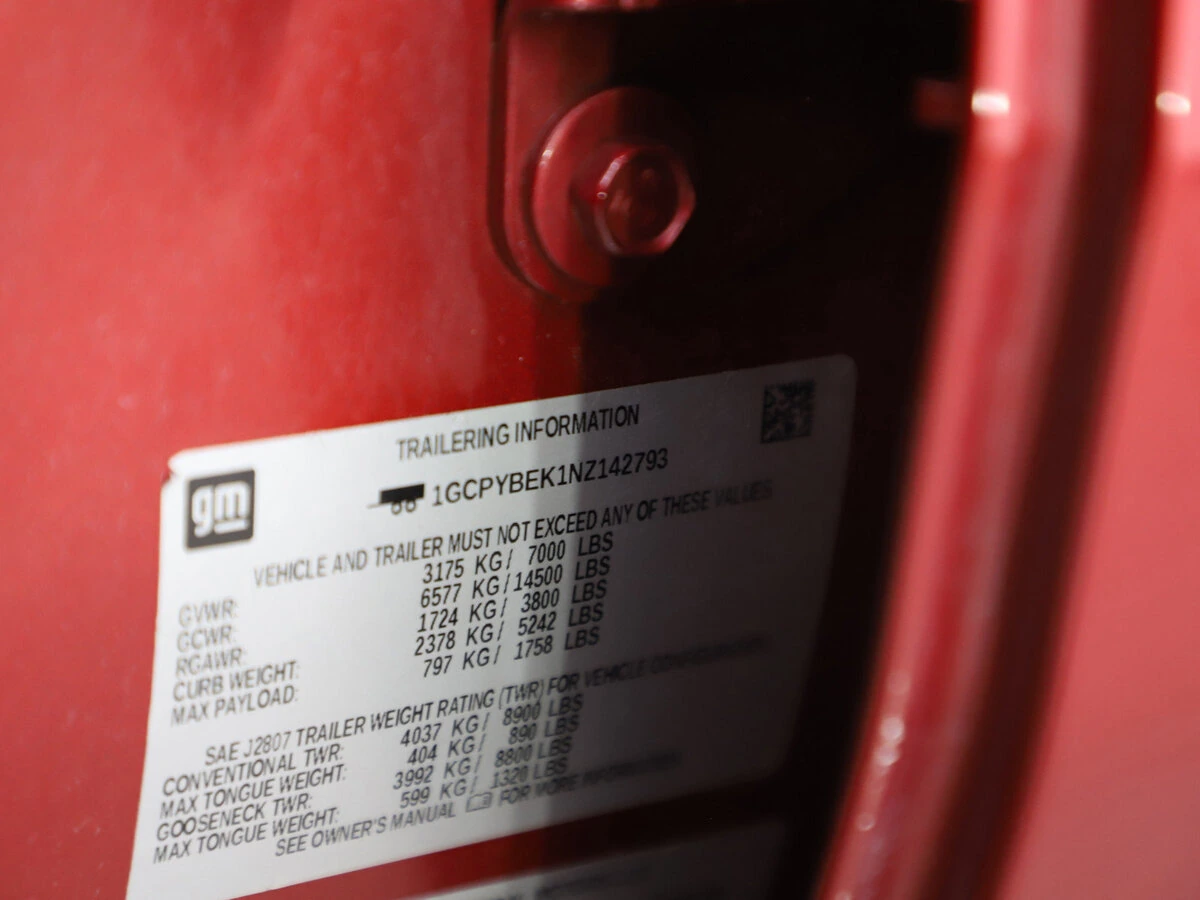 TRAILERING INFORMATION
gm
1GCPYBEK1NZ142793
VEHICLE AND TRAILER MUST NOT EXCEED ANY OF THESE VALUES
GVWR: 3175 KG/ 7000 LBS
GCWR: 6577 KG/14500 LBS
RGAWR: 1724 KG/ 3800 LBS
CURB WEIGHT: 2378 KG/ 5242 LBS
MAX PAYLOAD: 797 KG/ 1758 LBS
SAE J2807 TRAILER WEIGHT RATING (TWR) FOR VEHICLE CONFIGURATION
CONVENTIONAL TWR: 4037 KG/ 8900 LBS
MAX TONGUE WEIGHT: 404 KG/ 890 LBS
GOOSENECK TWR: 3992 KG/ 8800 LBS
MAX TONGUE WEIGHT: 599 KG/ 1320 LBS
SEE OWNER'S MANUAL FOR MORE INFORMATION